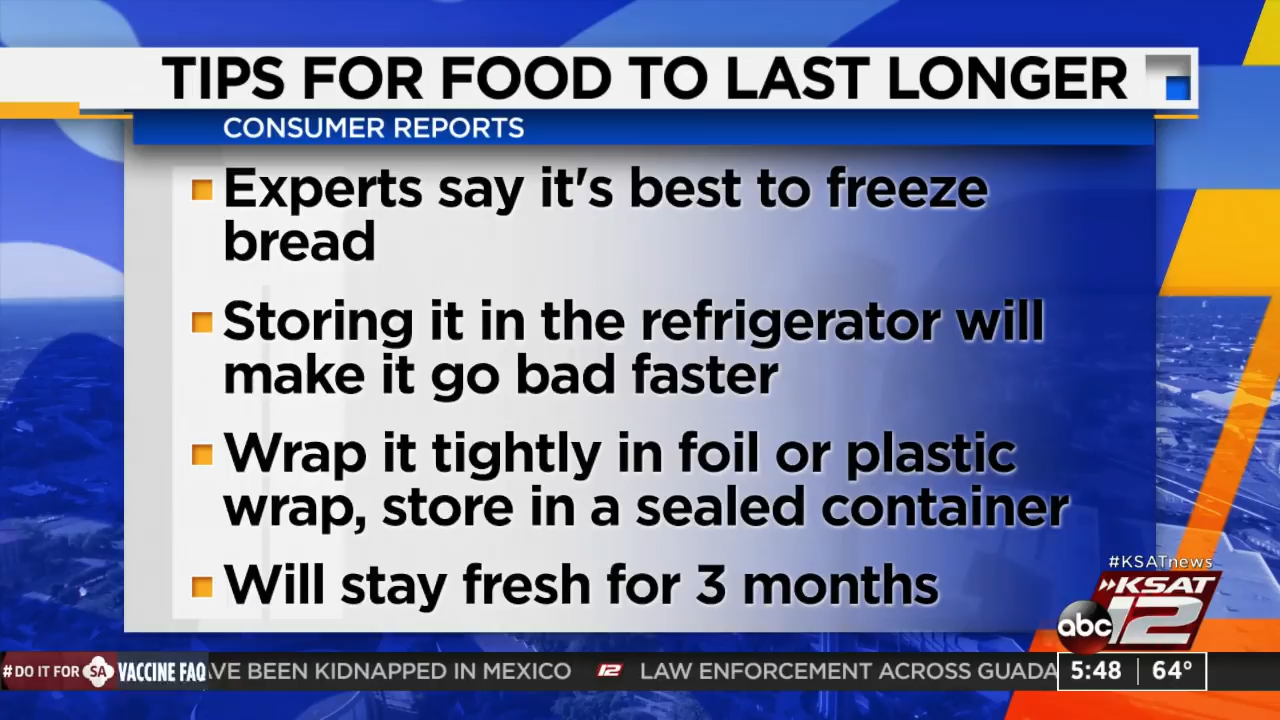 TIPS FOR FOOD TO LAST LONGER
CONSUMER REPORTS
Experts say it's best to freeze
bread
Storing it in the refrigerator will
make it go bad faster
Wrap it tightly in foil or plastic
wrap, store in a sealed container
Will stay fresh for 3 months
#KSATnews
KSAT
abc 12
#DO IT FOR SA VACCINE FAQ VE BEEN KIDNAPPED IN MEXICO 12 LAW ENFORCEMENT ACROSS GUADA 5:48 64°